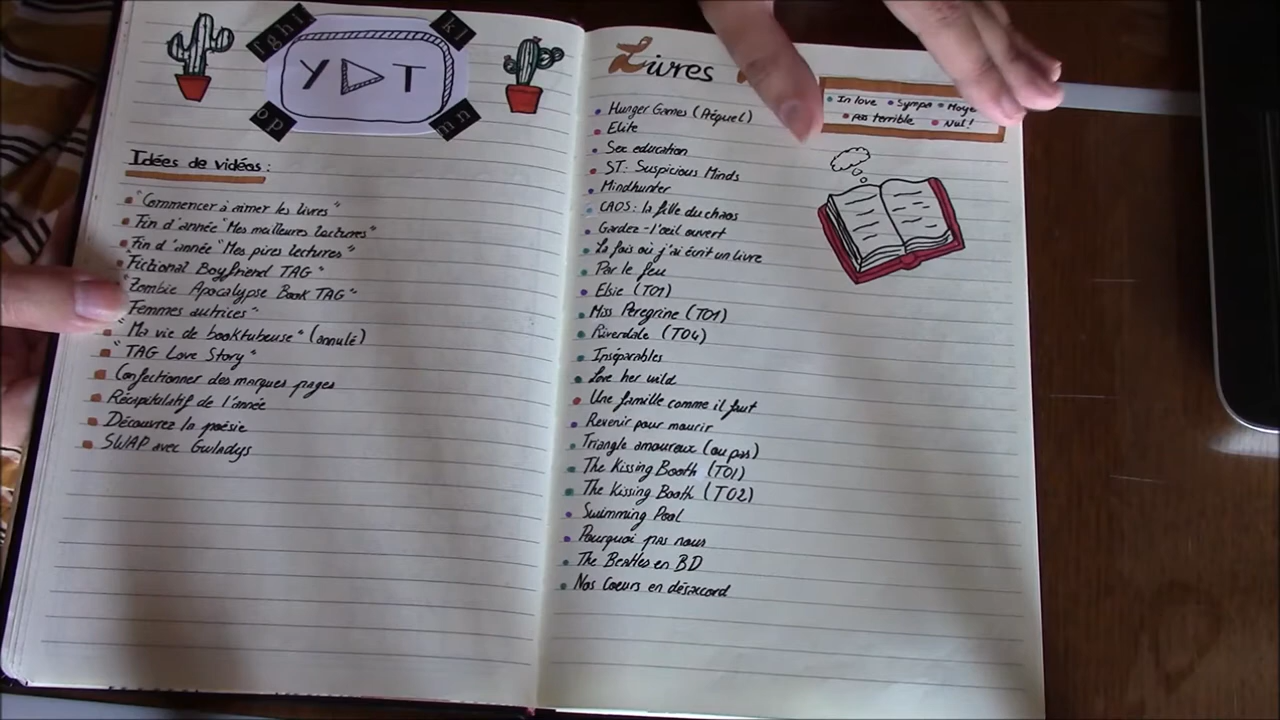 fghi
kl
Y T
op
mn
Idées de vidéos :
"Commencer à aimer les livres"
Fin d'année "Mes meilleures lectures"
Fin d'année "Mes pires lectures"
Fictional Boyfriend TAG"
"Zombie Apocalypse Book TAG"
"Femmes autrices"
"Ma vie de booktubeuse" (annulé)
"TAG Love Story"
Confectionner des marques pages
Récapitulatif de l'année
Découvrez la poésie
SWAP avec Gwladys
Livres
In love Sympa
Pas terrible Nul!
Hunger Games (Préquel)
Elite
Sex education
ST: Suspicious Minds
Mindhunter
CAOS: la fille du chaos
Gardez-l'œil ouvert
La fois où j'ai écrit un livre
Par le feu
Elsie (T01)
Miss Peregrine (T01)
Riverdale (T04)
Inséparables
Love her wild
Une famille comme il faut
Revenir pour mourir
Triangle amoureux (ou pas)
The Kissing Booth (T01)
The Kissing Booth (T02)
Swimming Pool
Pourquoi pas nous
The Beatles en BD
Nos Cœurs en désaccord